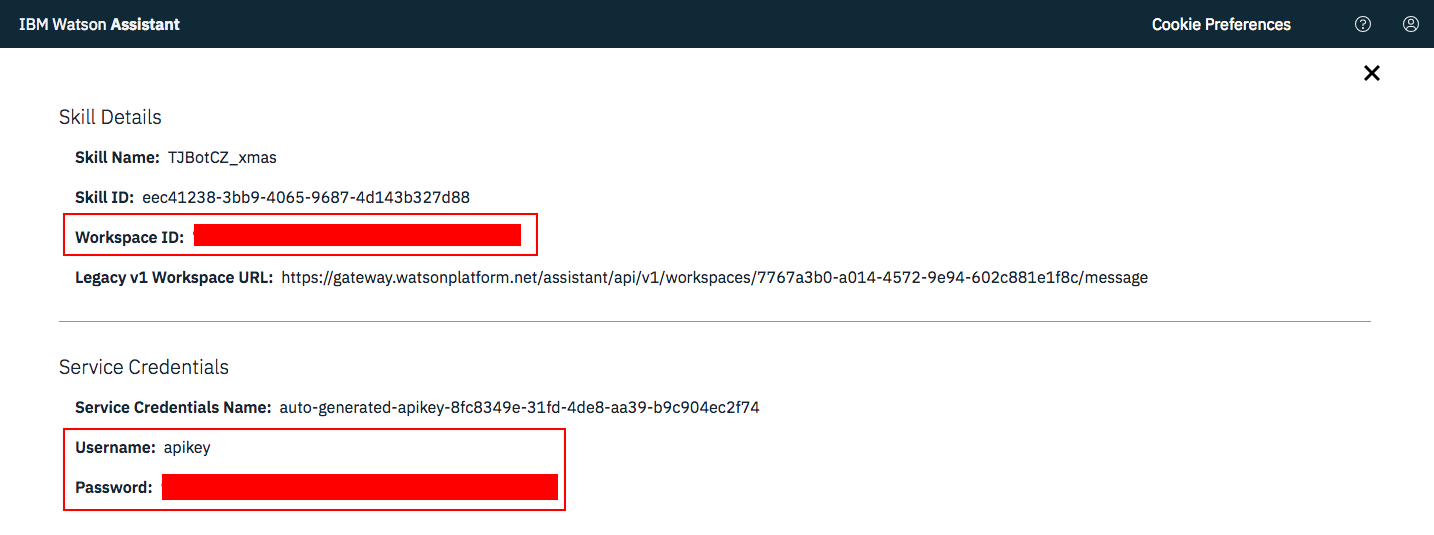 IBM Watson Assistant
Cookie Preferences
Skill Details
Skill Name: TJBotCZ_xmas
Skill ID: eec41238-3bb9-4065-9687-4d143b327d88
Workspace ID:
Legacy v1 Workspace URL: https://gateway.watsonplatform.net/assistant/api/v1/workspaces/7767a3b0-a014-4572-9e94-602c881e1f8c/message
Service Credentials
Service Credentials Name: auto-generated-apikey-8fc8349e-31fd-4de8-aa39-b9c904ec2f74
Username: apikey
Password: